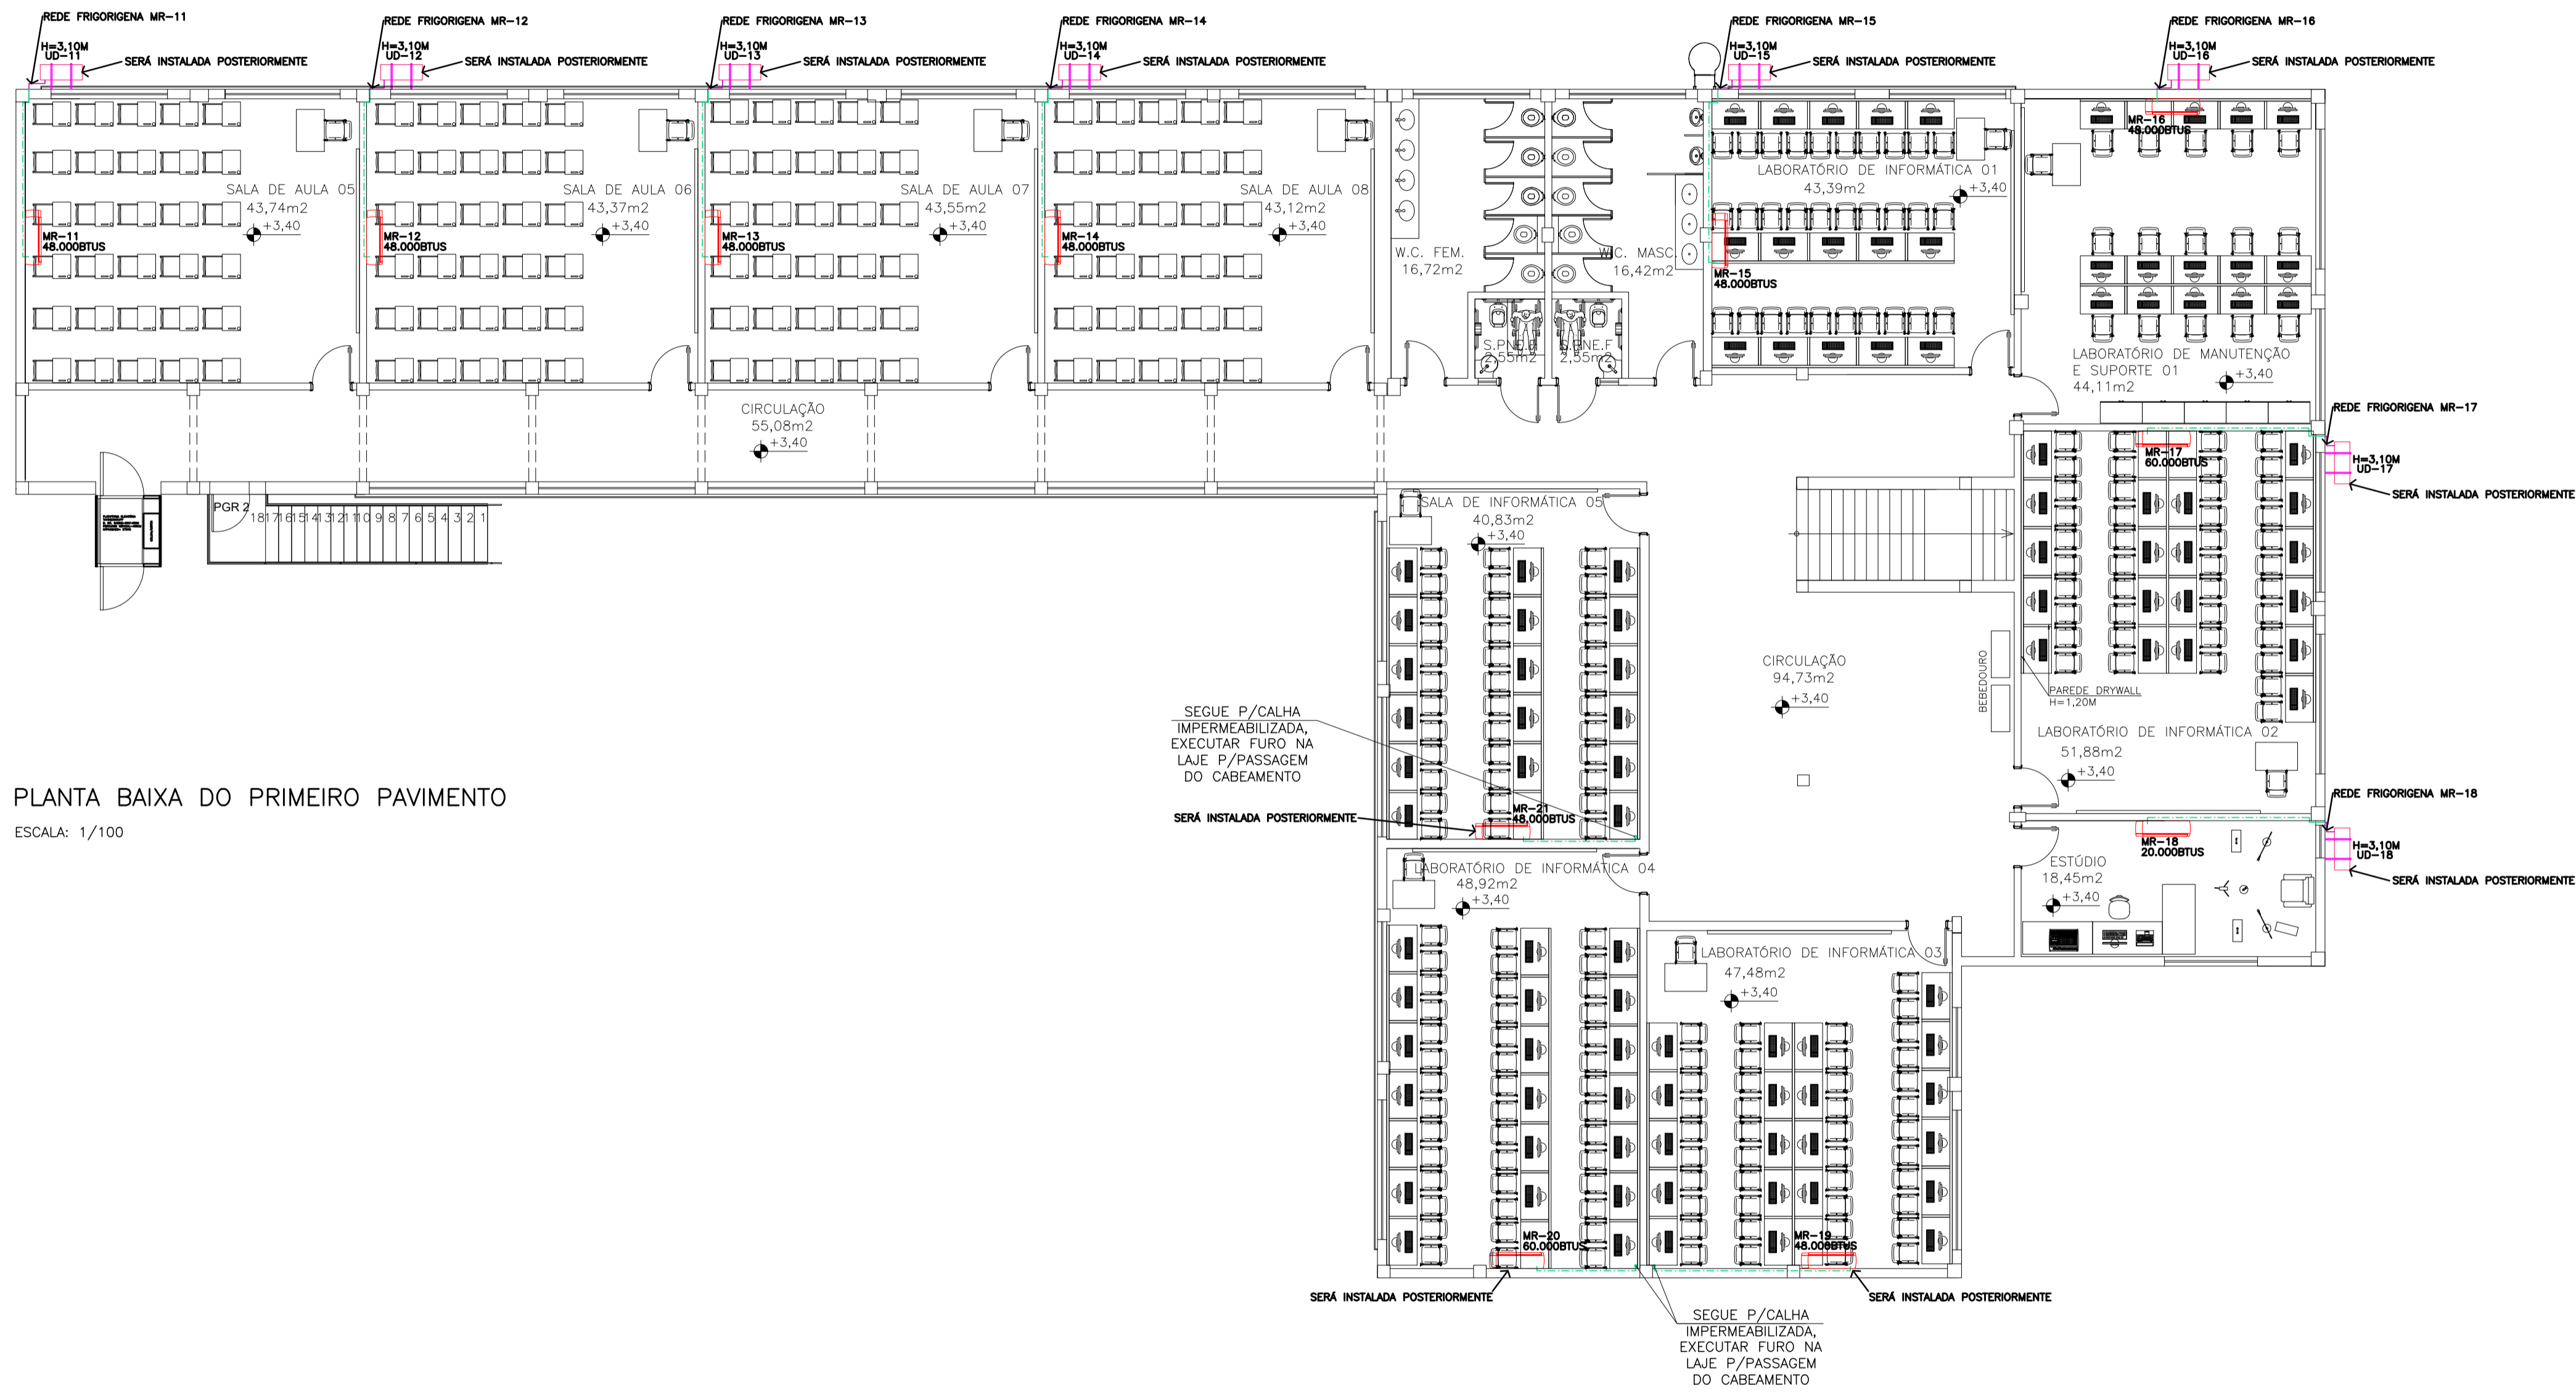 REDE FRIGORIGENA MR-11
H=3,10M
UD-11
SERÁ INSTALADA POSTERIORMENTE
REDE FRIGORIGENA MR-12
H=3,10M
UD-12
SERÁ INSTALADA POSTERIORMENTE
REDE FRIGORIGENA MR-13
H=3,10M
UD-13
SERÁ INSTALADA POSTERIORMENTE
REDE FRIGORIGENA MR-14
H=3,10M
UD-14
SERÁ INSTALADA POSTERIORMENTE
REDE FRIGORIGENA MR-15
H=3,10M
UD-15
SERÁ INSTALADA POSTERIORMENTE
REDE FRIGORIGENA MR-16
H=3,10M
UD-16
SERÁ INSTALADA POSTERIORMENTE
SALA DE AULA 05
43,74m2
+3,40
MR-11
48.000BTUS
SALA DE AULA 06
43,37m2
+3,40
MR-12
48.000BTUS
SALA DE AULA 07
43,55m2
+3,40
MR-13
48.000BTUS
SALA DE AULA 08
43,12m2
+3,40
MR-14
48.000BTUS
W.C. FEM.
16,72m2
W.C. MASC.
16,42m2
S.PNE.F
2,55m2
S.PNE.F
2,55m2
LABORATÓRIO DE INFORMÁTICA 01
43,39m2
+3,40
MR-15
48.000BTUS
MR-16
48.000BTUS
LABORATÓRIO DE MANUTENÇÃO
E SUPORTE 01
44,11m2
+3,40
CIRCULAÇÃO
55,08m2
+3,40
REDE FRIGORIGENA MR-17
H=3,10M
UD-17
SERÁ INSTALADA POSTERIORMENTE
MR-17
60.000BTUS
PGR 2
18 17 16 15 14 13 12 11 10 9 8 7 6 5 4 3 2 1
SALA DE INFORMÁTICA 05
40,83m2
+3,40
CIRCULAÇÃO
94,73m2
+3,40
BEBEDOURO
PAREDE DRYWALL
H=1,20M
LABORATÓRIO DE INFORMÁTICA 02
51,88m2
+3,40
SEGUE P/CALHA
IMPERMEABILIZADA,
EXECUTAR FURO NA
LAJE P/PASSAGEM
DO CABEAMENTO
PLANTA BAIXA DO PRIMEIRO PAVIMENTO
ESCALA: 1/100
MR-21
48.000BTUS
SERÁ INSTALADA POSTERIORMENTE
REDE FRIGORIGENA MR-18
H=3,10M
UD-18
SERÁ INSTALADA POSTERIORMENTE
MR-18
20.000BTUS
ESTÚDIO
18,45m2
+3,40
LABORATÓRIO DE INFORMÁTICA 04
48,92m2
+3,40
LABORATÓRIO DE INFORMÁTICA 03
47,48m2
+3,40
MR-20
60.000BTUS
MR-19
48.000BTUS
SERÁ INSTALADA POSTERIORMENTE
SERÁ INSTALADA POSTERIORMENTE
SEGUE P/CALHA
IMPERMEABILIZADA,
EXECUTAR FURO NA
LAJE P/PASSAGEM
DO CABEAMENTO